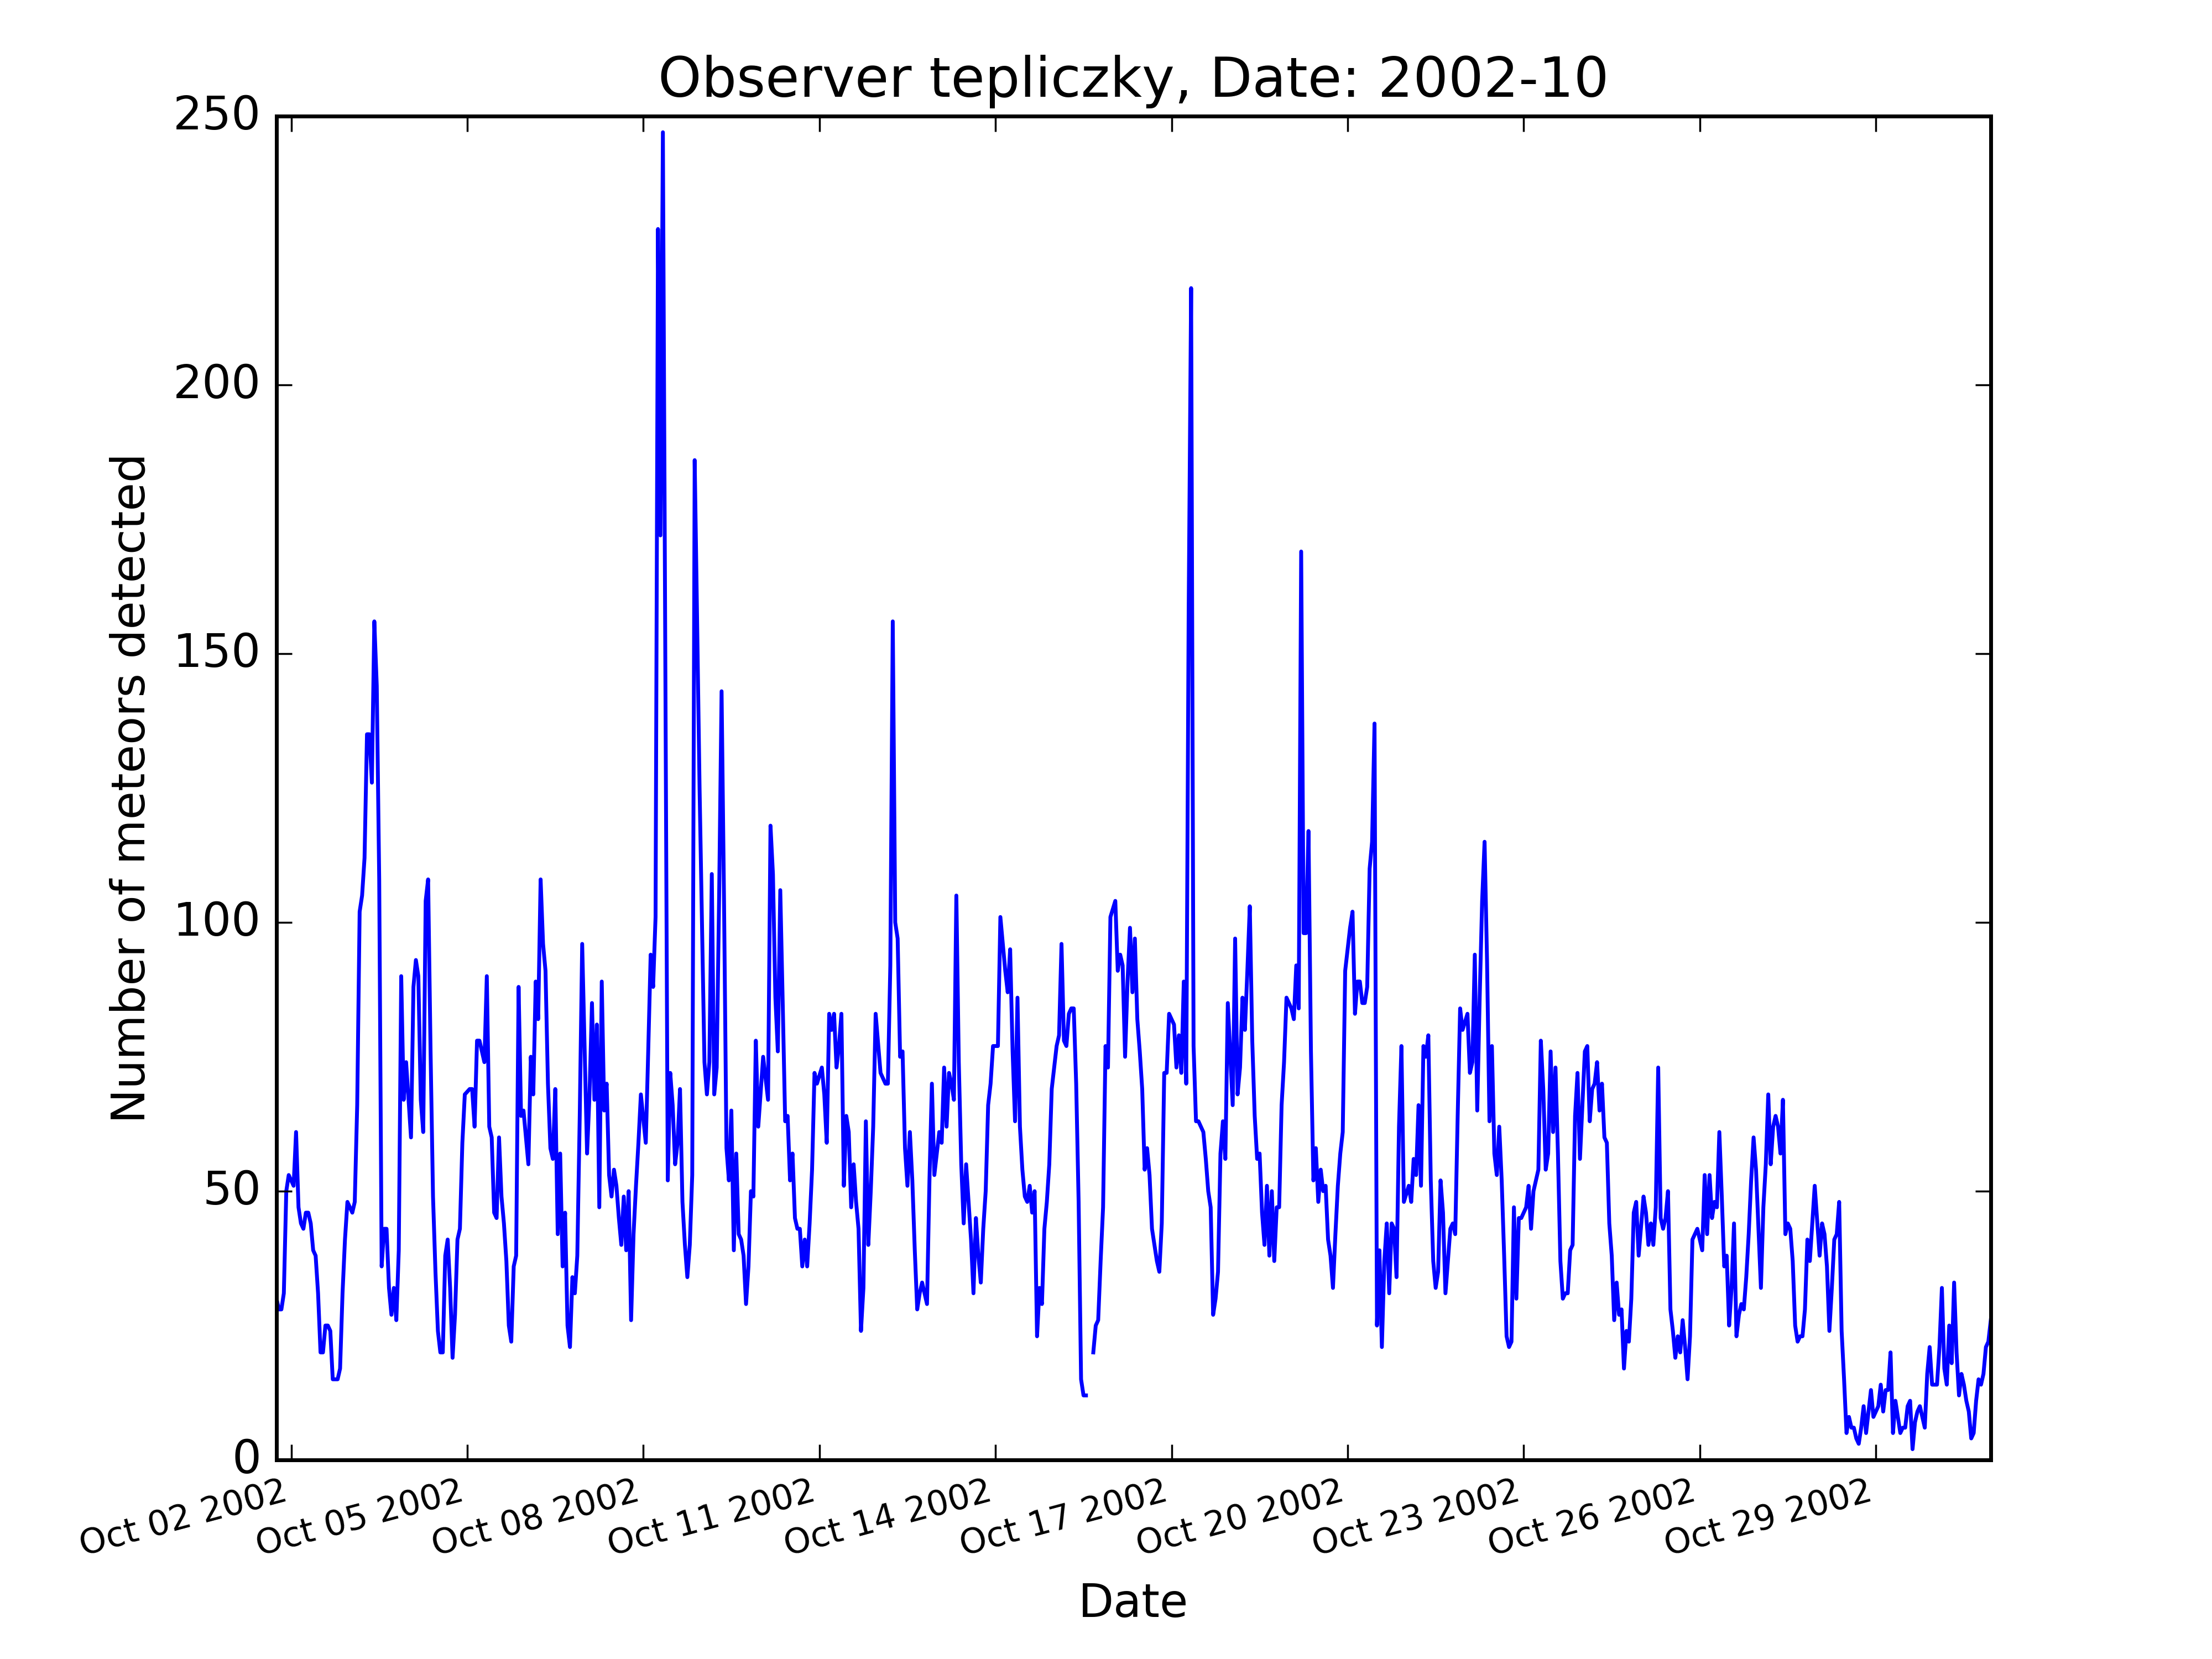 Observer tepliczky, Date: 2002-10
250
200
150
100
50
0
Number of meteors detected
Oct 02 2002
Oct 05 2002
Oct 08 2002
Oct 11 2002
Oct 14 2002
Oct 17 2002
Oct 20 2002
Oct 23 2002
Oct 26 2002
Oct 29 2002
Date